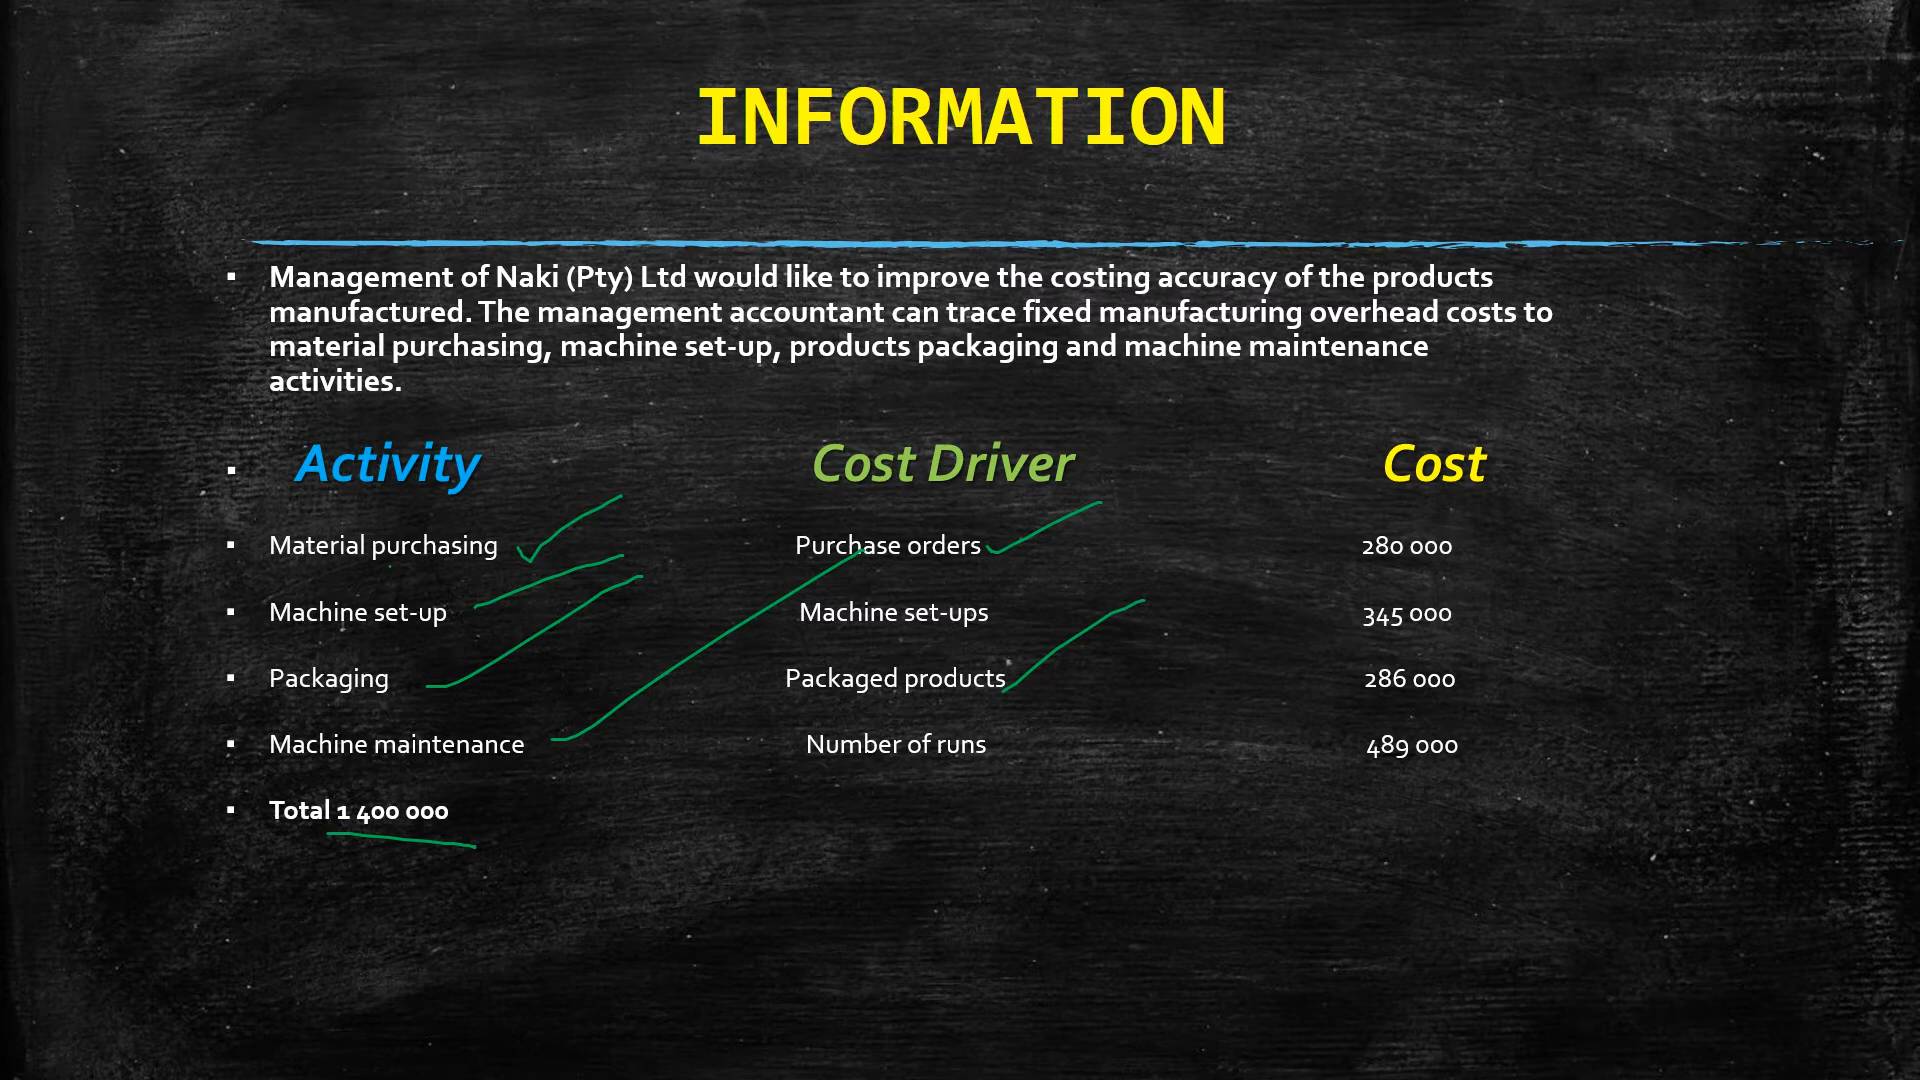 INFORMATION
▪ Management of Naki (Pty) Ltd would like to improve the costing accuracy of the products
manufactured. The management accountant can trace fixed manufacturing overhead costs to
material purchasing, machine set-up, products packaging and machine maintenance
activities.
▪ Activity Cost Driver Cost
▪ Material purchasing Purchase orders 280 000
▪ Machine set-up Machine set-ups 345 000
▪ Packaging Packaged products 286 000
▪ Machine maintenance Number of runs 489 000
▪ Total 1 400 000